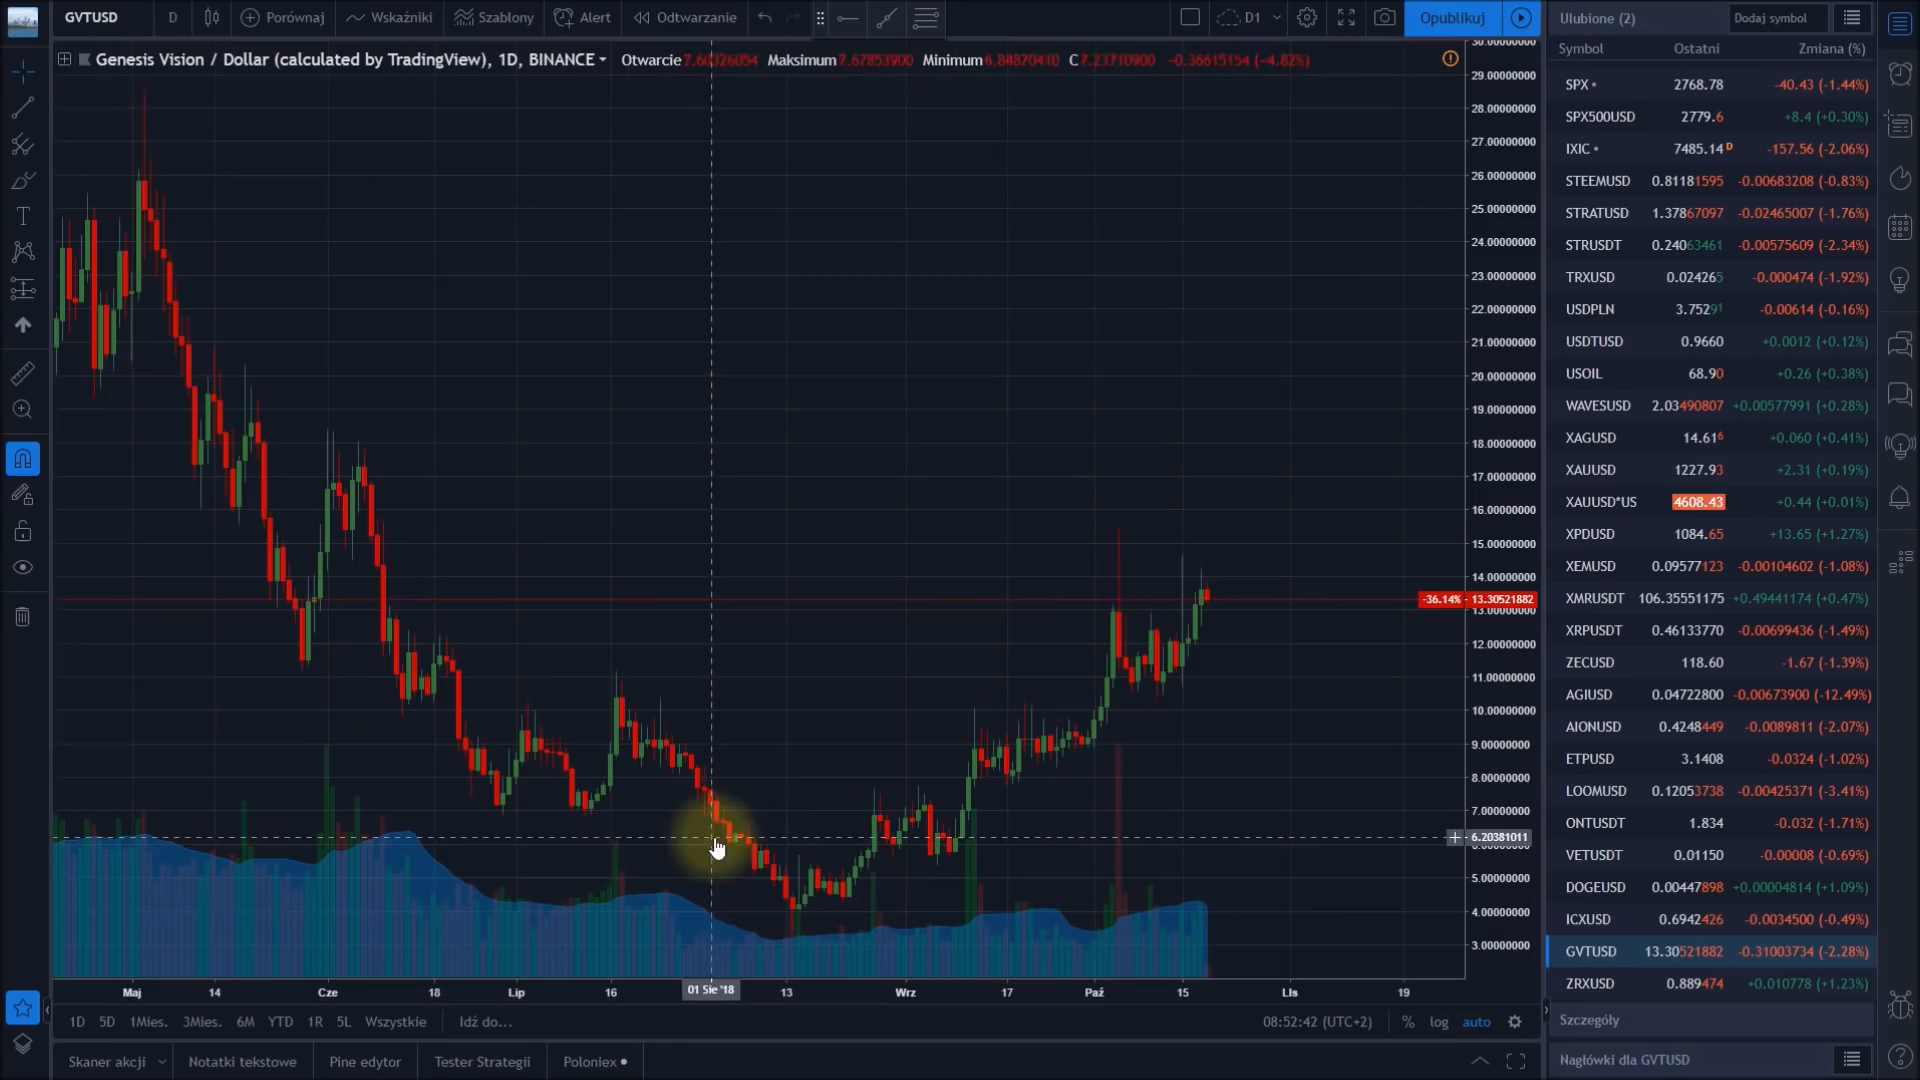 GVTUSD D Porównaj Wskaźniki Szablony Alert Odtwarzanie D1 Opublikuj
Genesis Vision / Dollar (calculated by TradingView), 1D, BINANCE Otwarcie 7.60326054 Maksimum 7.67853900 Minimum 6.84870410 C 7.23710900 -0.36615154 (-4.82%)
30.00000000
29.00000000
28.00000000
27.00000000
26.00000000
25.00000000
24.00000000
23.00000000
22.00000000
21.00000000
20.00000000
19.00000000
18.00000000
17.00000000
16.00000000
15.00000000
14.00000000
-36.14% 13.30521882
13.00000000
12.00000000
11.00000000
10.00000000
9.00000000
8.00000000
7.00000000
6.20381011
5.00000000
4.00000000
3.00000000
Maj 14 Cze 18 Lip 16 01 Sie '18 13 Wrz 17 Paź 15 Lis 19
1D 5D 1Mies. 3Mies. 6M YTD 1R 5L Wszystkie Idź do... 08:52:42 (UTC+2) % log auto
Skaner akcji Notatki tekstowe Pine edytor Tester Strategii Poloniex
Ulubione (2) Dodaj symbol
Symbol Ostatni Zmiana (%)
SPX 2768.78 -40.43 (-1.44%)
SPX500USD 2779.6 +8.4 (+0.30%)
IXIC 7485.14 D -157.56 (-2.06%)
STEEMUSD 0.81181595 -0.00683208 (-0.83%)
STRATUSD 1.37867097 -0.02465007 (-1.76%)
STRUSDT 0.24063461 -0.00575609 (-2.34%)
TRXUSD 0.024265 -0.000474 (-1.92%)
USDPLN 3.75291 -0.00614 (-0.16%)
USDTUSD 0.9660 +0.0012 (+0.12%)
USOIL 68.90 +0.26 (+0.38%)
WAVESUSD 2.03490807 +0.00577991 (+0.28%)
XAGUSD 14.616 +0.060 (+0.41%)
XAUUSD 1227.93 +2.31 (+0.19%)
XAUUSD*US 4608.43 +0.44 (+0.01%)
XPDUSD 1084.65 +13.65 (+1.27%)
XEMUSD 0.09577123 -0.00104602 (-1.08%)
XMRUSDT 106.35551175 +0.49441174 (+0.47%)
XRPUSDT 0.46133770 -0.00699436 (-1.49%)
ZECUSD 118.60 -1.67 (-1.39%)
AGIUSD 0.04722800 -0.00673900 (-12.49%)
AIONUSD 0.4248449 -0.0089811 (-2.07%)
ETPUSD 3.1408 -0.0324 (-1.02%)
LOOMUSD 0.12053738 -0.00425371 (-3.41%)
ONTUSDT 1.834 -0.032 (-1.71%)
VETUSDT 0.01150 -0.00008 (-0.69%)
DOGEUSD 0.00447898 +0.00004814 (+1.09%)
ICXUSD 0.6942426 -0.0034500 (-0.49%)
GVTUSD 13.30521882 -0.31003734 (-2.28%)
ZRXUSD 0.889474 +0.010778 (+1.23%)
Szczegóły
Nagłówki dla GVTUSD